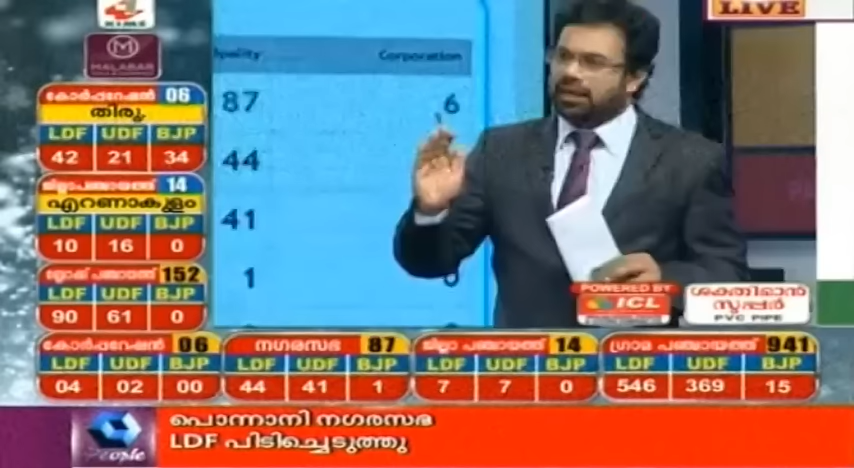 KIMS
LIVE
MALABAR
കോർപ്പറേഷൻ 06
തിരു.
LDF UDF BJP
42 21 34
ജില്ലാപഞ്ചായത്ത് 14
എറണാകുളം
LDF UDF BJP
10 16 0
ബ്ലോക്ക് പഞ്ചായത്ത് 152
LDF UDF BJP
90 61 0
Corporation
87 6
44
41
1
POWERED BY
ICL
ശക്തിമാൻ
സൂപ്പർ
PVC PIPE
കോർപ്പറേഷൻ 06
LDF UDF BJP
04 02 00
നഗരസഭ 87
LDF UDF BJP
44 41 1
ജില്ലാ പഞ്ചായത്ത് 14
LDF UDF BJP
7 7 0
ഗ്രാമ പഞ്ചായത്ത് 941
LDF UDF BJP
546 369 15
People
പൊന്നാനി നഗരസഭ
LDF പിടിച്ചെടുത്തു